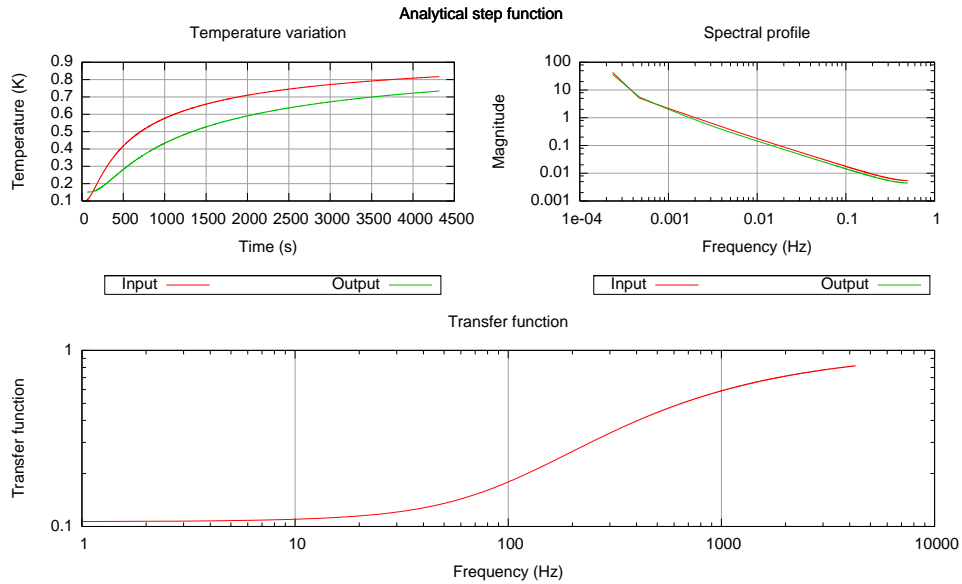 Analytical step function
Temperature variation
Temperature (K)
0.9
0.8
0.7
0.6
0.5
0.4
0.3
0.2
0.1
0 500 1000 1500 2000 2500 3000 3500 4000 4500
Time (s)
Input Output
Spectral profile
Magnitude
100
10
1
0.1
0.01
0.001
1e-04 0.001 0.01 0.1 1
Frequency (Hz)
Input Output
Transfer function
Transfer function
1
0.1
1 10 100 1000 10000
Frequency (Hz)